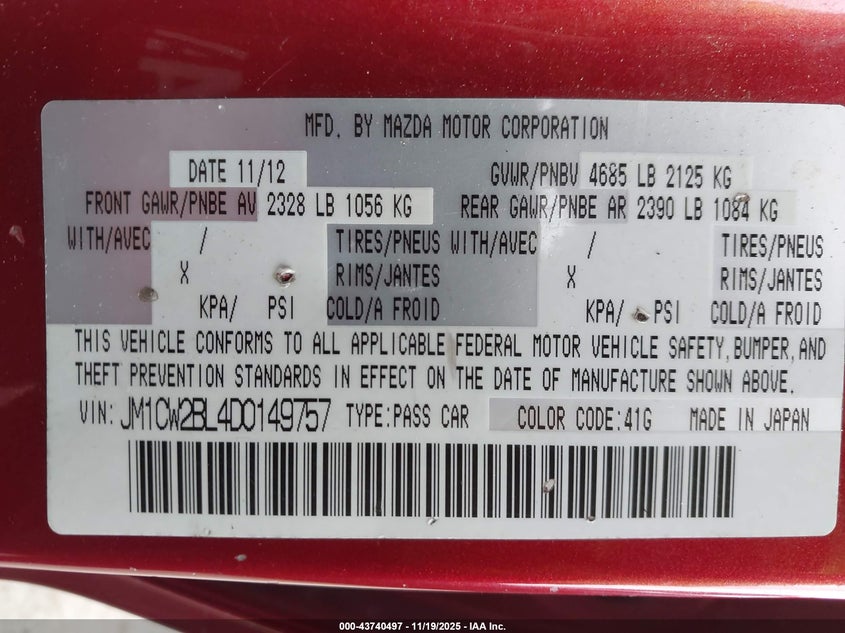 MFD. BY MAZDA MOTOR CORPORATION
DATE 11/12 GVWR/PNBV 4685 LB 2125 KG
FRONT GAWR/PNBE AV 2328 LB 1056 KG REAR GAWR/PNBE AR 2390 LB 1084 KG
WITH/AVEC / TIRES/PNEUS WITH/AVEC / TIRES/PNEUS
X RIMS/JANTES X RIMS/JANTES
KPA/ PSI COLD/A FROID KPA/ PSI COLD/A FROID
THIS VEHICLE CONFORMS TO ALL APPLICABLE FEDERAL MOTOR VEHICLE SAFETY, BUMPER, AND
THEFT PREVENTION STANDARDS IN EFFECT ON THE DATE OF MANUFACTURE SHOWN ABOVE.
VIN: JM1CW2BL4D0149757 TYPE: PASS CAR COLOR CODE: 41G MADE IN JAPAN
000-43740497 - 11/19/2025 - IAA Inc.